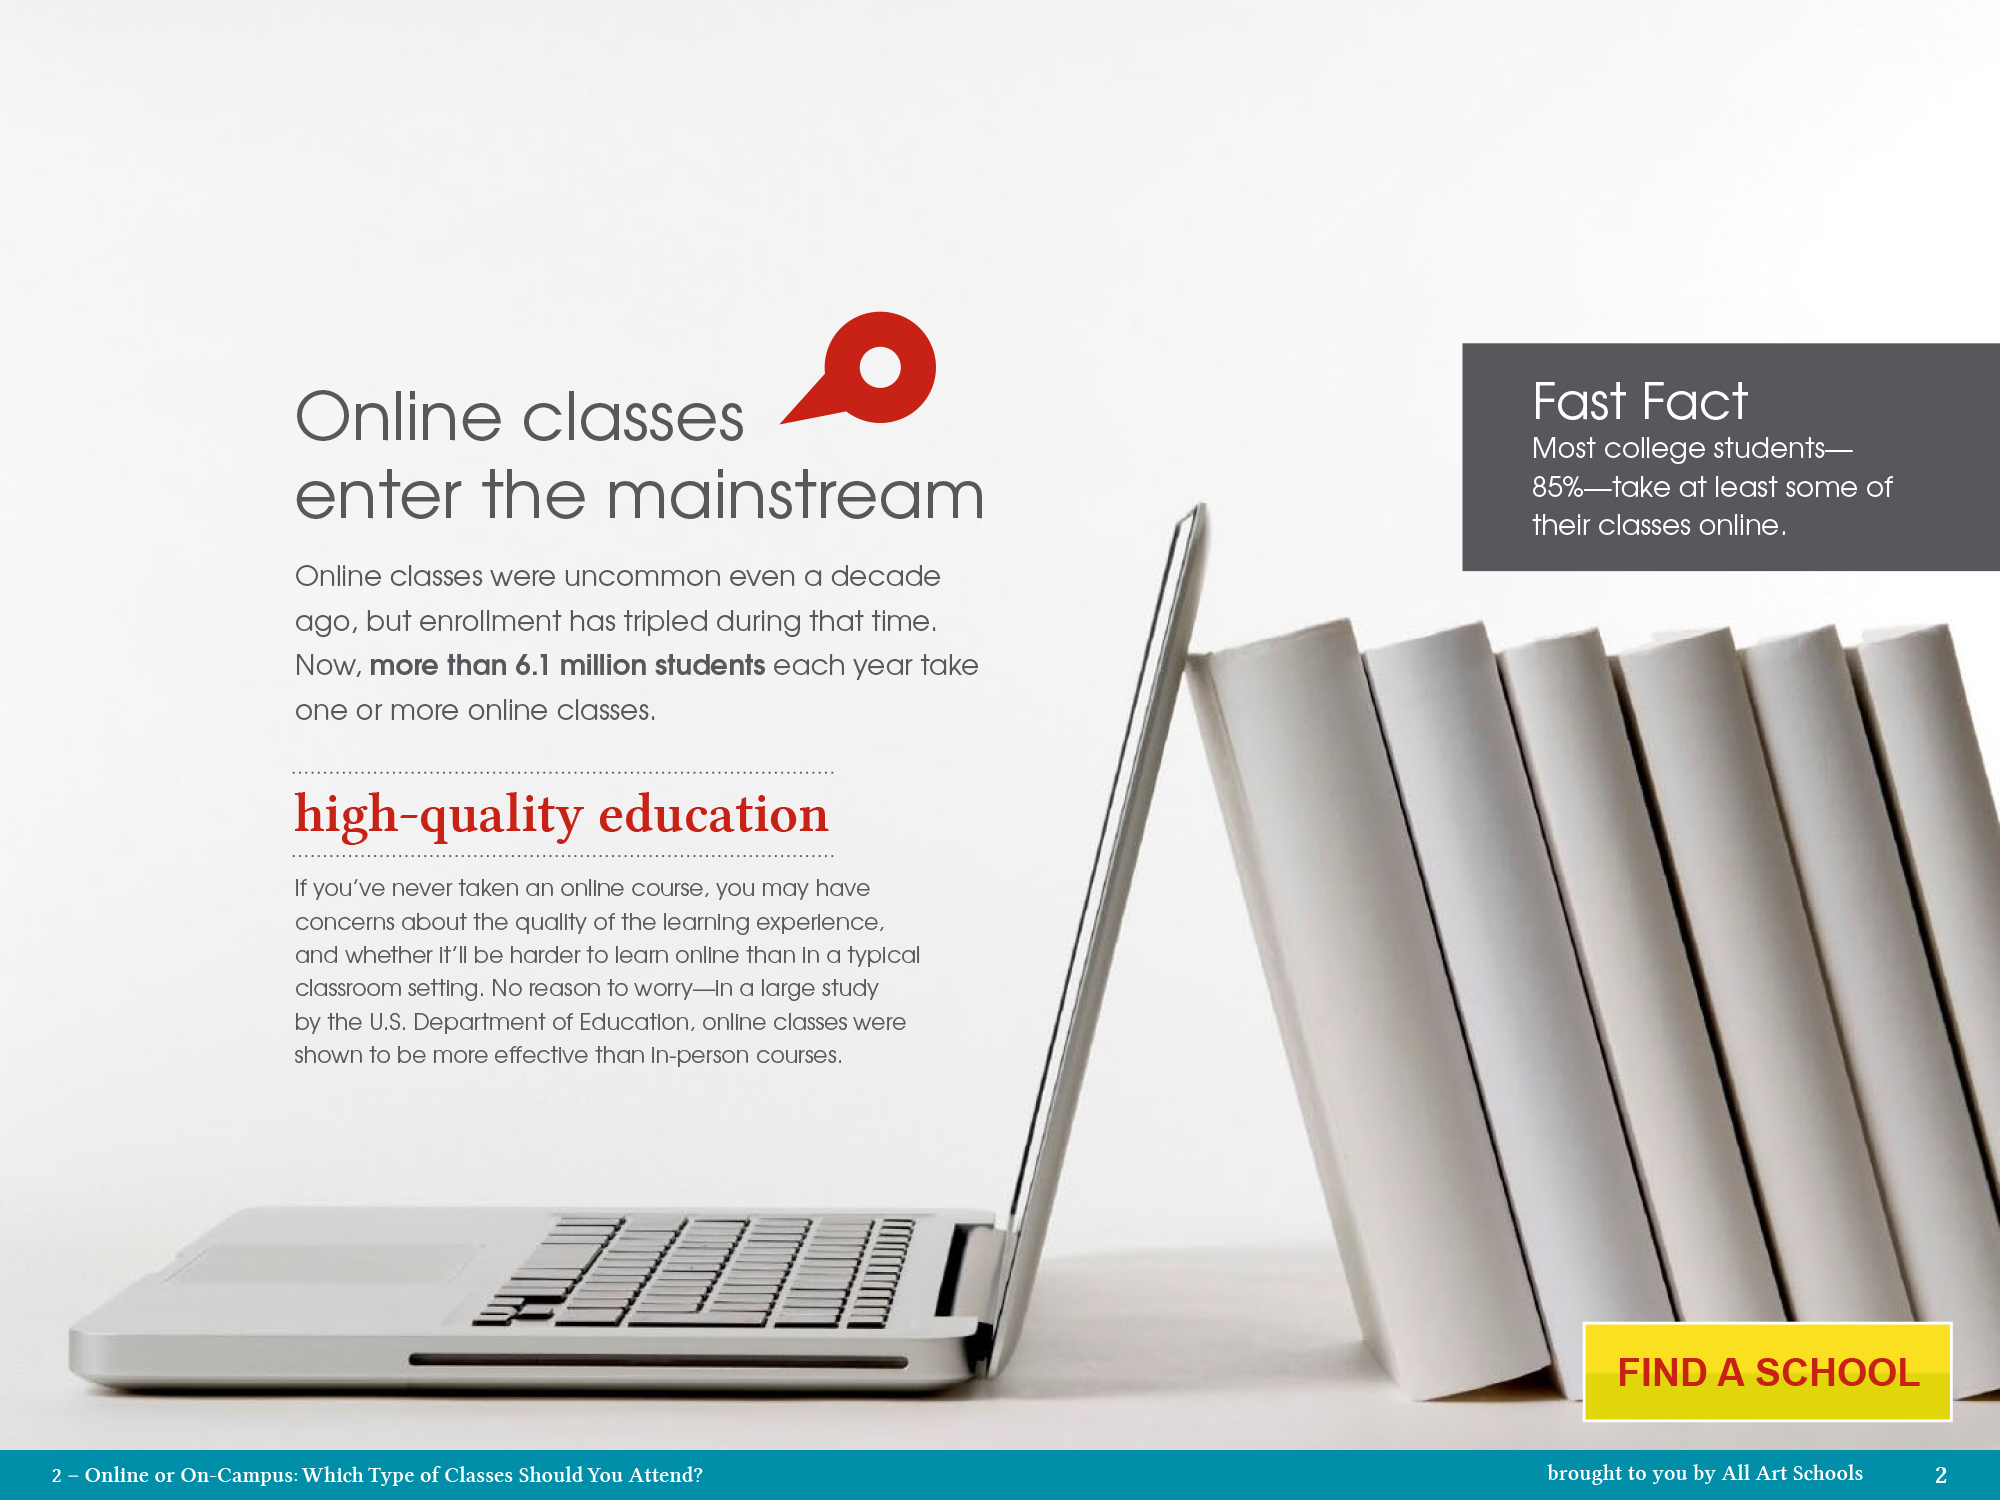 Online classes
enter the mainstream
Online classes were uncommon even a decade
ago, but enrollment has tripled during that time.
Now, more than 6.1 million students each year take
one or more online classes.
high-quality education
If you’ve never taken an online course, you may have
concerns about the quality of the learning experience,
and whether it’ll be harder to learn online than in a typical
classroom setting. No reason to worry—in a large study
by the U.S. Department of Education, online classes were
shown to be more effective than in-person courses.
Fast Fact
Most college students—
85%—take at least some of
their classes online.
FIND A SCHOOL
2 – Online or On-Campus: Which Type of Classes Should You Attend?
brought to you by All Art Schools 2